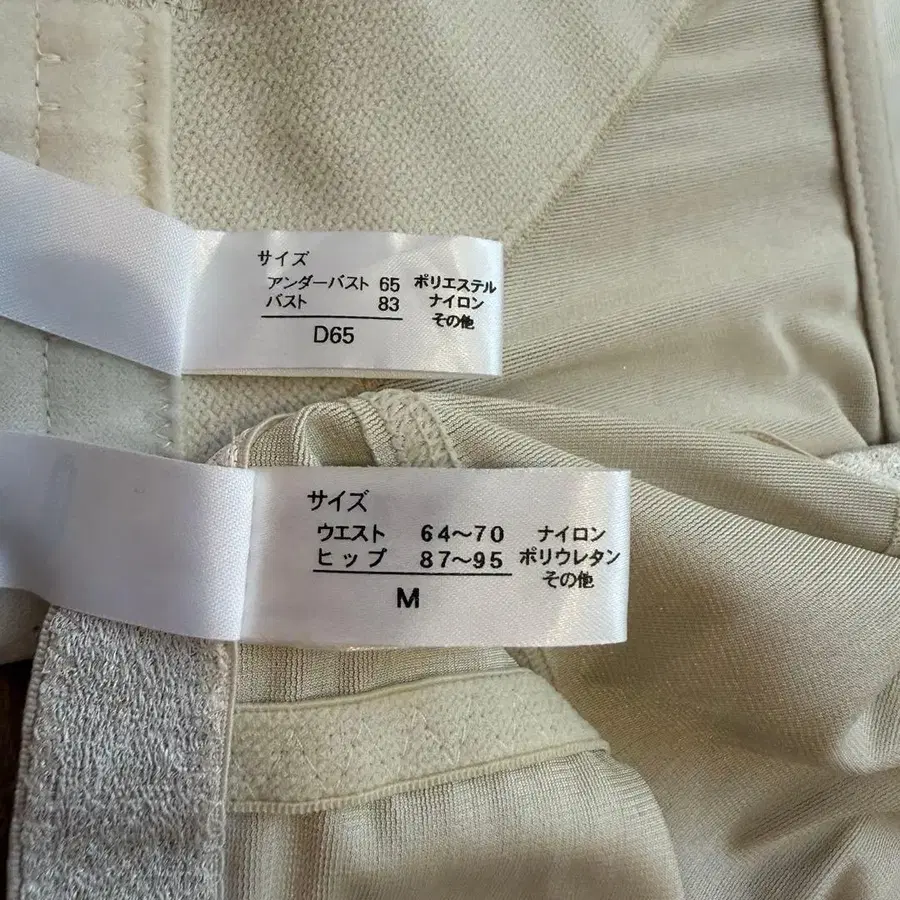 サイズ
アンダーバスト 65 ポリエステル
バスト 83 ナイロン
その他
D65
サイズ
ウエスト 64〜70 ナイロン
ヒップ 87〜95 ポリウレタン
その他
M